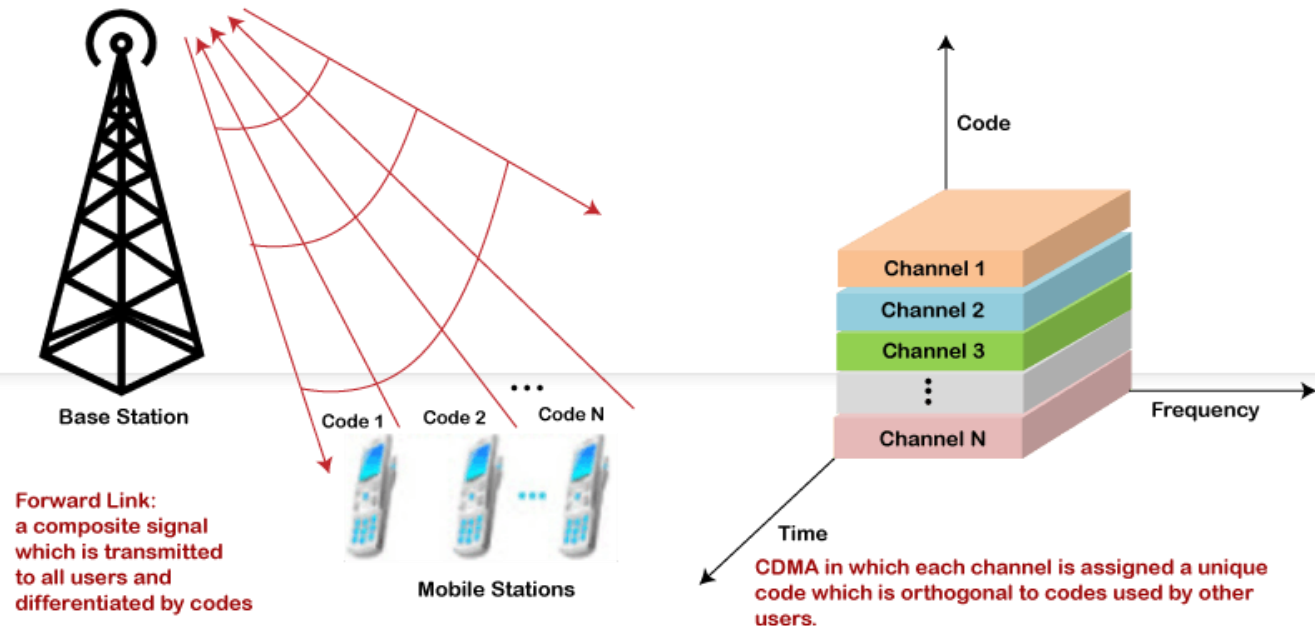 Base Station
Forward Link:
a composite signal
which is transmitted
to all users and
differentiated by codes
Code 1
Code 2
...
Code N
...
Mobile Stations
Code
Channel 1
Channel 2
Channel 3
⋮
Channel N
Frequency
Time
CDMA in which each channel is assigned a unique
code which is orthogonal to codes used by other
users.